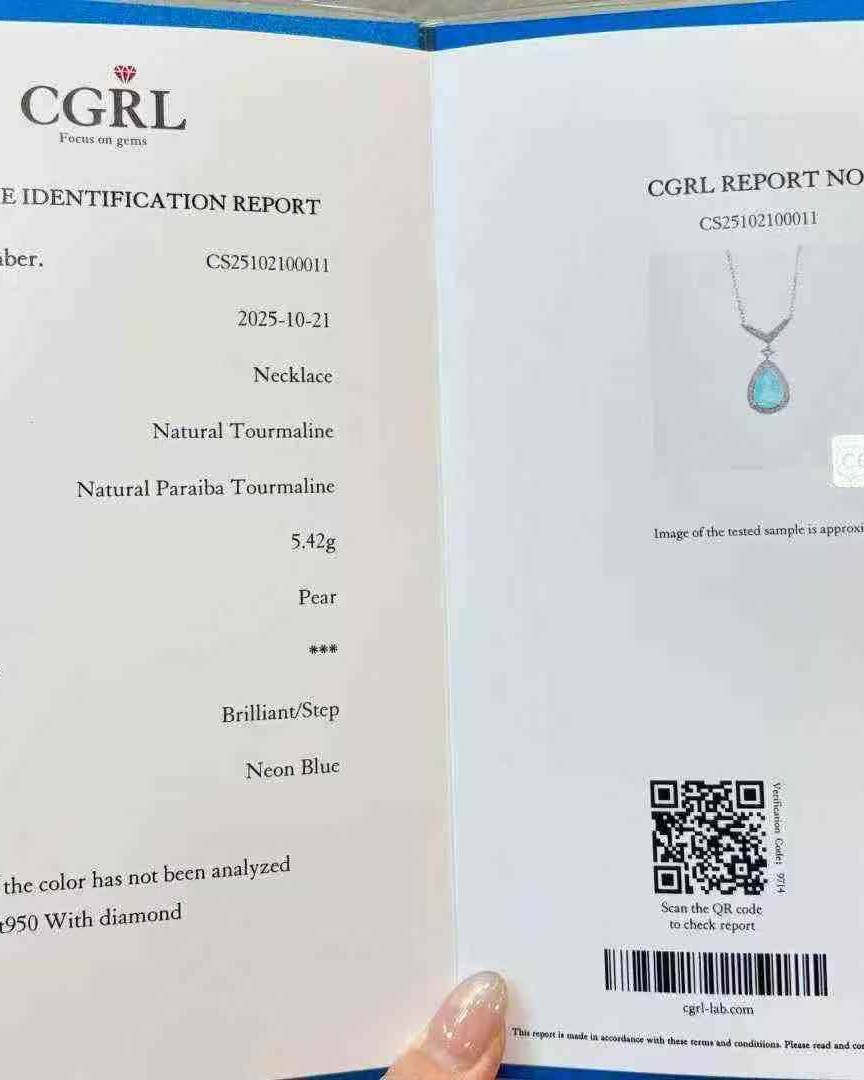 CGRL
Focus on gems
E IDENTIFICATION REPORT
ber. CS25102100011
2025-10-21
Necklace
Natural Tourmaline
Natural Paraiba Tourmaline
5.42g
Pear
***
Brilliant/Step
Neon Blue
the color has not been analyzed
t950 With diamond
CGRL REPORT NO
CS25102100011
Image of the tested sample is approxi
Verification Code: 9714
Scan the QR code
to check report
cgrl-lab.com
This report is made in accordance with these terms and conditiions. Please read and con